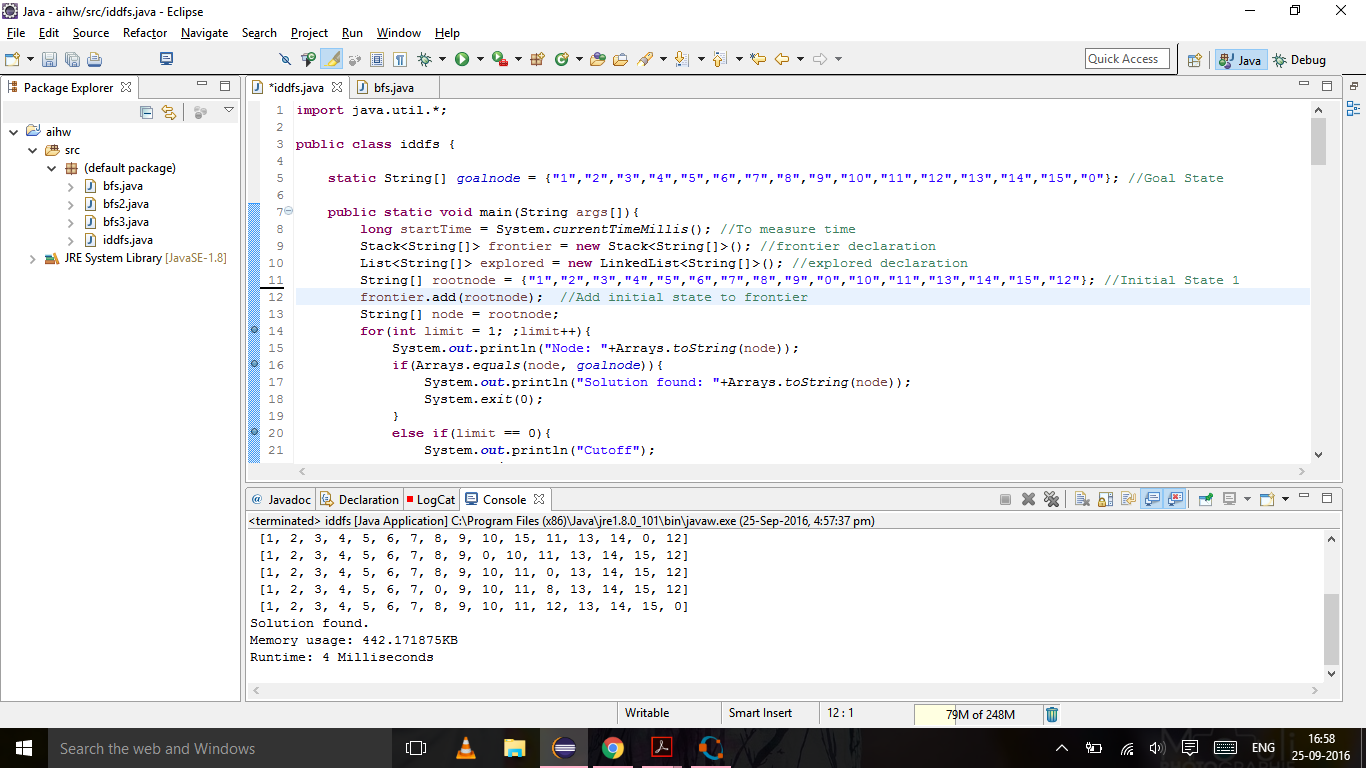 Java - aihw/src/iddfs.java - Eclipse
File Edit Source Refactor Navigate Search Project Run Window Help
Quick Access Java Debug
Package Explorer
aihw
src
(default package)
bfs.java
bfs2.java
bfs3.java
iddfs.java
JRE System Library [JavaSE-1.8]
*iddfs.java bfs.java
1 import java.util.*;
2
3 public class iddfs {
4
5 static String[] goalnode = {"1","2","3","4","5","6","7","8","9","10","11","12","13","14","15","0"}; //Goal State
6
7 public static void main(String args[]){
8 long startTime = System.currentTimeMillis(); //To measure time
9 Stack<String[]> frontier = new Stack<String[]>(); //frontier declaration
10 List<String[]> explored = new LinkedList<String[]>(); //explored declaration
11 String[] rootnode = {"1","2","3","4","5","6","7","8","9","0","10","11","13","14","15","12"}; //Initial State 1
12 frontier.add(rootnode); //Add initial state to frontier
13 String[] node = rootnode;
14 for(int limit = 1; ;limit++){
15 System.out.println("Node: "+Arrays.toString(node));
16 if(Arrays.equals(node, goalnode)){
17 System.out.println("Solution found: "+Arrays.toString(node));
18 System.exit(0);
19 }
20 else if(limit == 0){
21 System.out.println("Cutoff");
@ Javadoc Declaration LogCat Console
<terminated> iddfs [Java Application] C:\Program Files (x86)\Java\jre1.8.0_101\bin\javaw.exe (25-Sep-2016, 4:57:37 pm)
[1, 2, 3, 4, 5, 6, 7, 8, 9, 10, 15, 11, 13, 14, 0, 12]
[1, 2, 3, 4, 5, 6, 7, 8, 9, 0, 10, 11, 13, 14, 15, 12]
[1, 2, 3, 4, 5, 6, 7, 8, 9, 10, 11, 0, 13, 14, 15, 12]
[1, 2, 3, 4, 5, 6, 7, 0, 9, 10, 11, 8, 13, 14, 15, 12]
[1, 2, 3, 4, 5, 6, 7, 8, 9, 10, 11, 12, 13, 14, 15, 0]
Solution found.
Memory usage: 442.171875KB
Runtime: 4 Milliseconds
Writable Smart Insert 12 : 1 79M of 248M
Search the web and Windows
ENG
16:58
25-09-2016